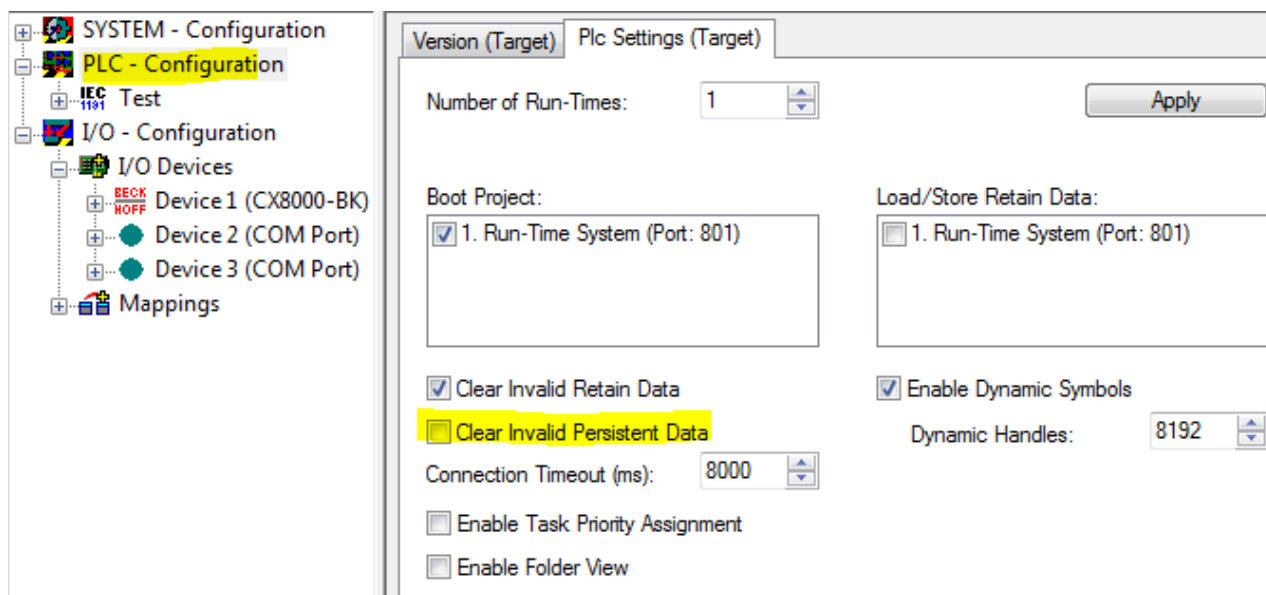 SYSTEM - Configuration
PLC - Configuration
IEC
1131
Test
I/O - Configuration
I/O Devices
BECK
HOFF
Device 1 (CX8000-BK)
Device 2 (COM Port)
Device 3 (COM Port)
Mappings
Version (Target)
Plc Settings (Target)
Number of Run-Times:
1
Apply
Boot Project:
1. Run-Time System (Port: 801)
Load/Store Retain Data:
1. Run-Time System (Port: 801)
Clear Invalid Retain Data
Enable Dynamic Symbols
Clear Invalid Persistent Data
Dynamic Handles:
8192
Connection Timeout (ms):
8000
Enable Task Priority Assignment
Enable Folder View